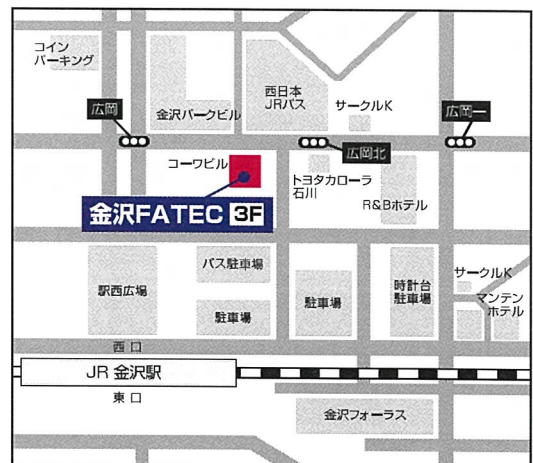 コイン
パーキング
西日本
JRバス
サークルK
広岡
金沢パークビル
広岡一
広岡北
コーワビル
トヨタカローラ
石川
R&Bホテル
金沢FATEC 3F
バス駐車場
駅西広場
駐車場
駐車場
時計台
駐車場
サークルK
マンテン
ホテル
西口
JR 金沢駅
東口
金沢フォーラス